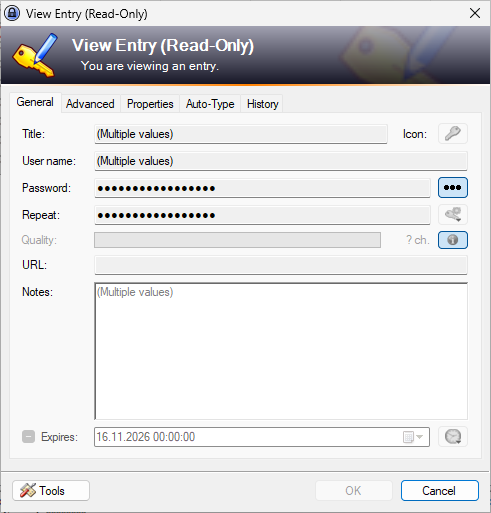 View Entry (Read-Only)
View Entry (Read-Only)
You are viewing an entry.
General Advanced Properties Auto-Type History
Title: (Multiple values) Icon:
User name: (Multiple values)
Password: ●●●●●●●●●●●●●●●●●
Repeat: ●●●●●●●●●●●●●●●●●
Quality: ? ch.
URL:
Notes: (Multiple values)
Expires: 16.11.2026 00:00:00
Tools OK Cancel